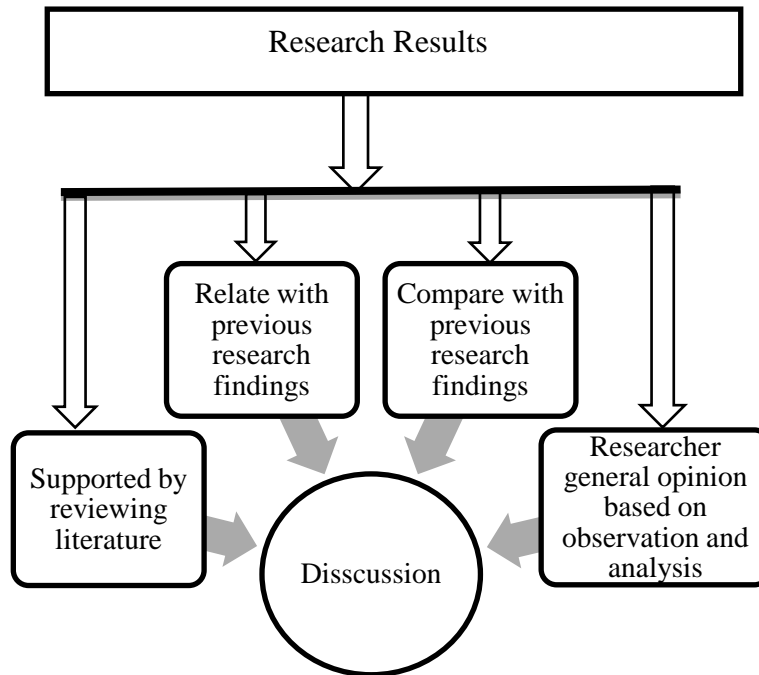 Research Results
Relate with
previous
research
findings
Compare with
previous
research
findings
Supported by
reviewing
literature
Researcher
general opinion
based on
observation and
analysis
Disscussion